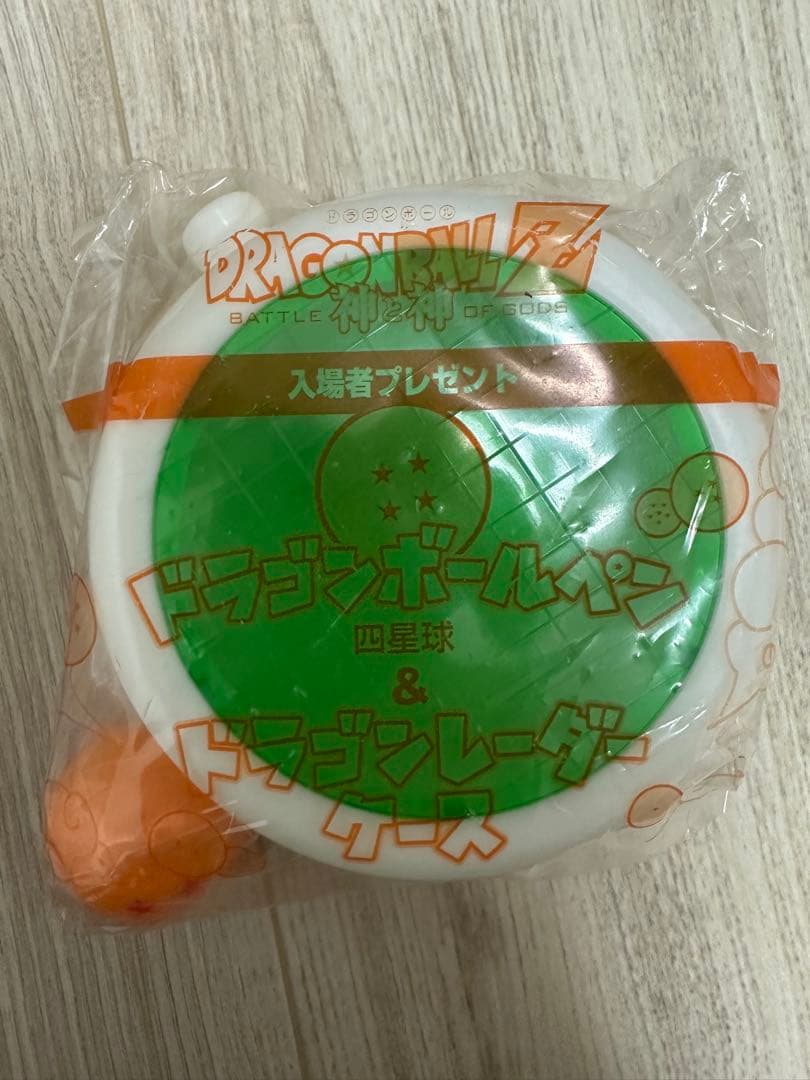 ドラゴンボール
DRAGONBALL Z
BATTLE 神と神 OF GODS
入場者プレゼント
ドラゴンボールペン
四星球
&
ドラゴンレーダー
ケース